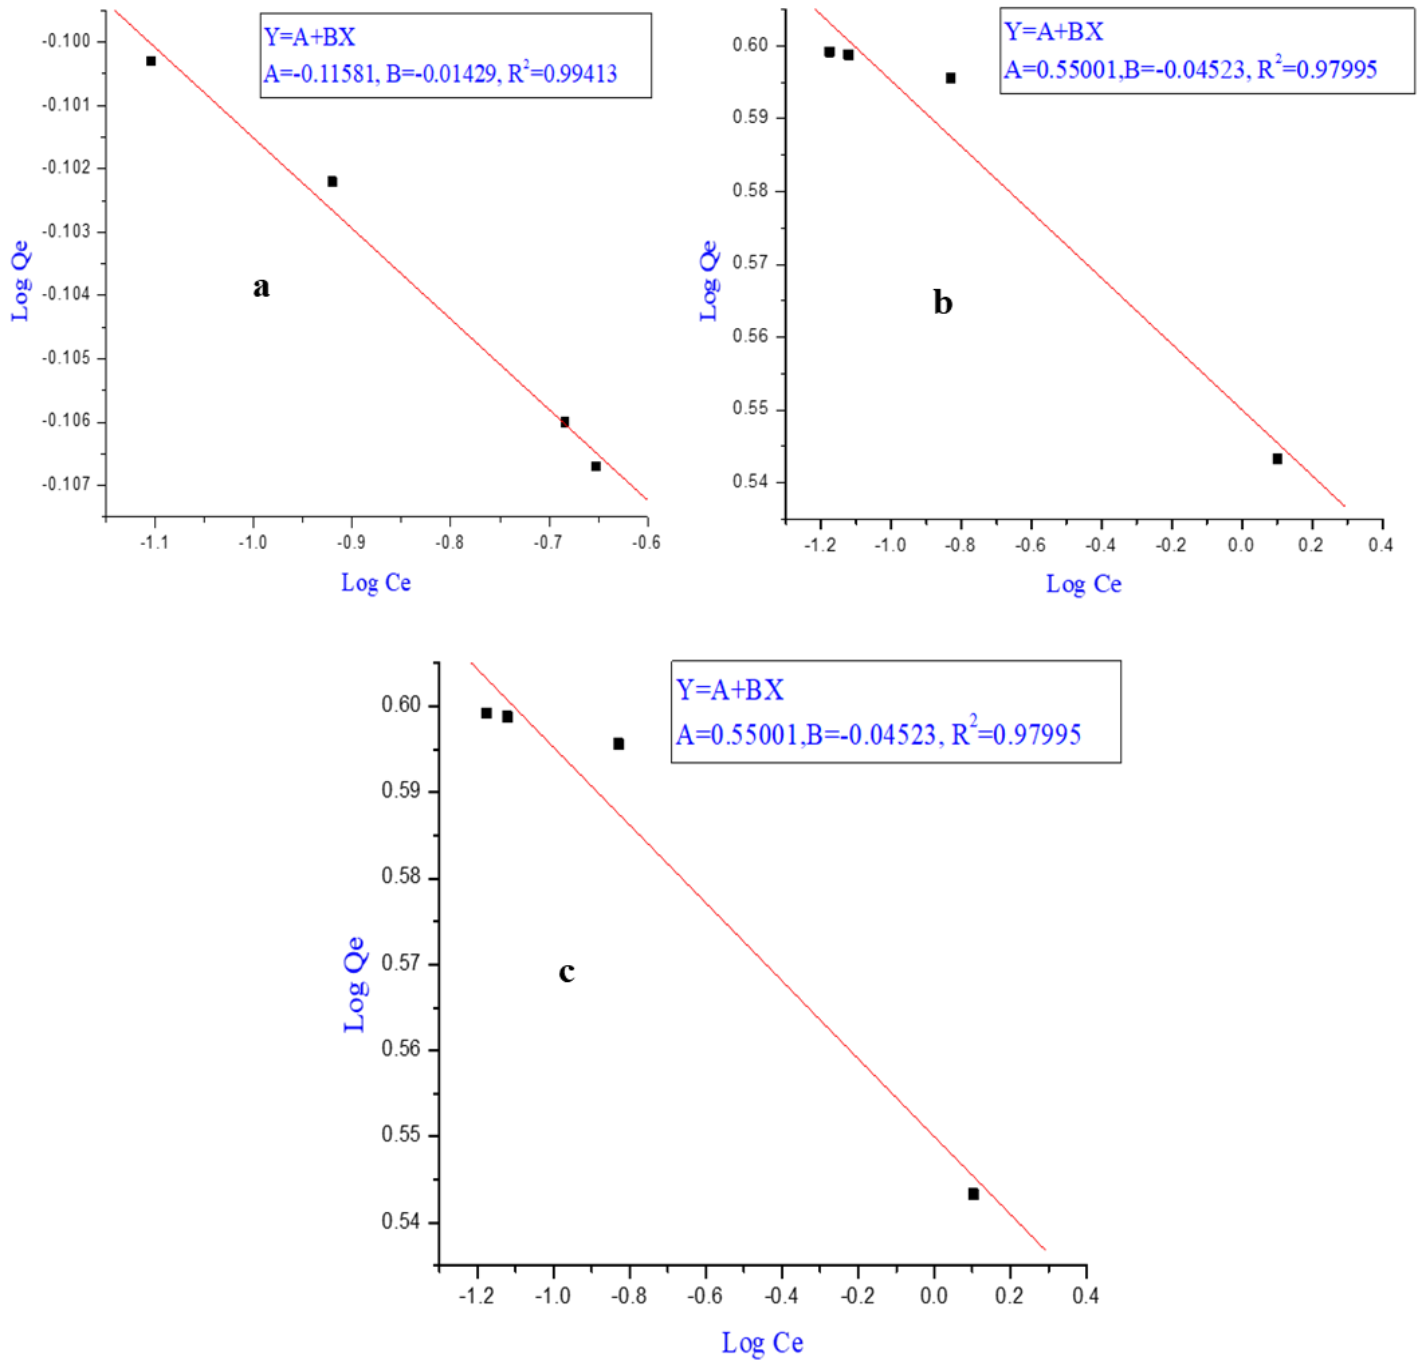 Y=A+BX
A=-0.11581, B=-0.01429, R²=0.99413
-0.100
-0.101
-0.102
-0.103
-0.104
-0.105
-0.106
-0.107
Log Qe
a
-1.1 -1.0 -0.9 -0.8 -0.7 -0.6
Log Ce
Y=A+BX
A=0.55001,B=-0.04523, R²=0.97995
0.60
0.59
0.58
0.57
0.56
0.55
0.54
Log Qe
b
-1.2 -1.0 -0.8 -0.6 -0.4 -0.2 0.0 0.2 0.4
Log Ce
Y=A+BX
A=0.55001,B=-0.04523, R²=0.97995
0.60
0.59
0.58
0.57
0.56
0.55
0.54
Log Qe
c
-1.2 -1.0 -0.8 -0.6 -0.4 -0.2 0.0 0.2 0.4
Log Ce